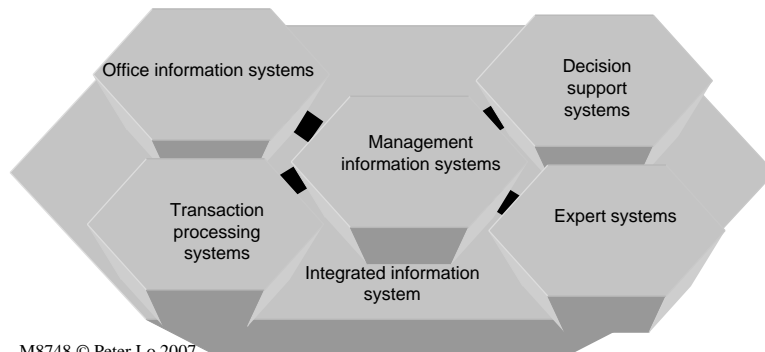 Office information systems
Decision
support
systems
Management
information systems
Transaction
processing
systems
Expert systems
Integrated information
system
M8748 © Peter Lo 2007